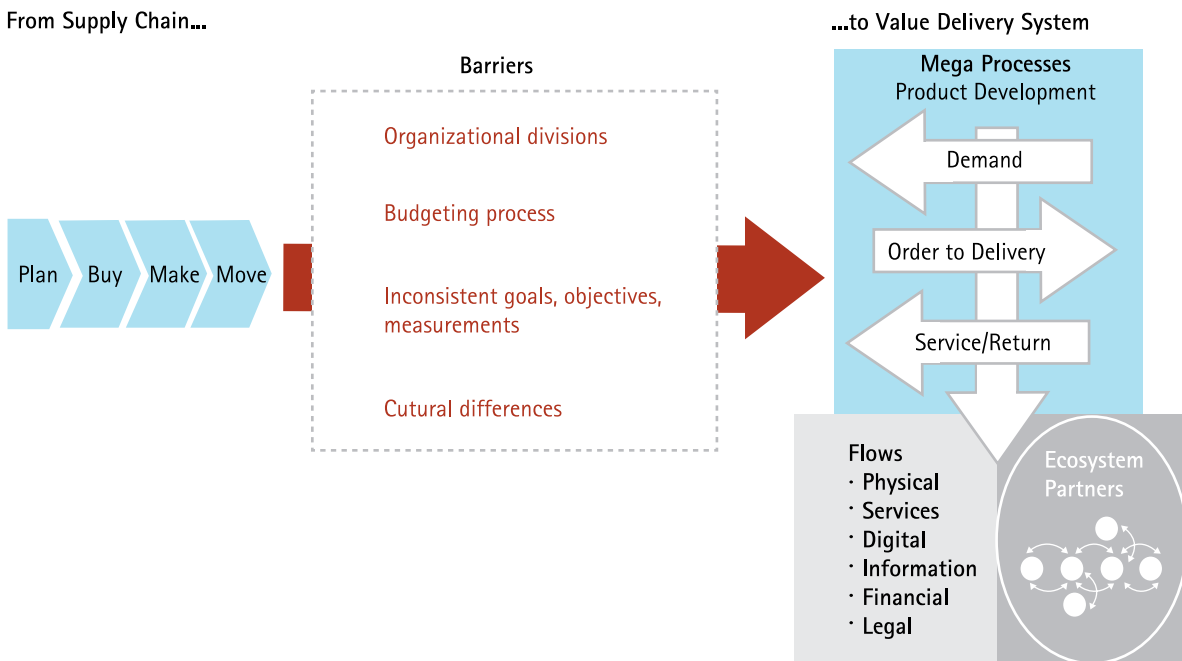 From Supply Chain...
...to Value Delivery System
Barriers
Organizational divisions
Budgeting process
Inconsistent goals, objectives,
measurements
Cutural differences
Plan
Buy
Make
Move
Mega Processes
Product Development
Demand
Order to Delivery
Service/Return
Flows
· Physical
· Services
· Digital
· Information
· Financial
· Legal
Ecosystem
Partners